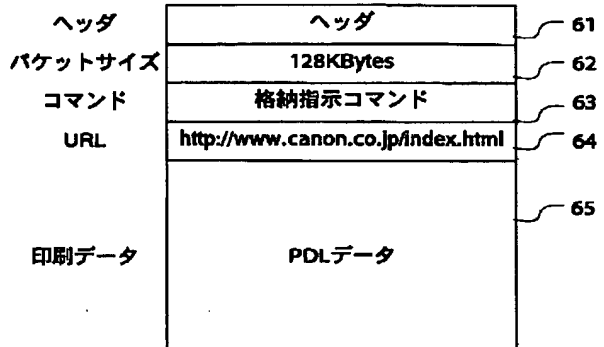 ヘッダ ヘッダ 61
パケットサイズ 128KBytes 62
コマンド 格納指示コマンド 63
URL http://www.canon.co.jp/index.html 64
65
印刷データ PDLデータ